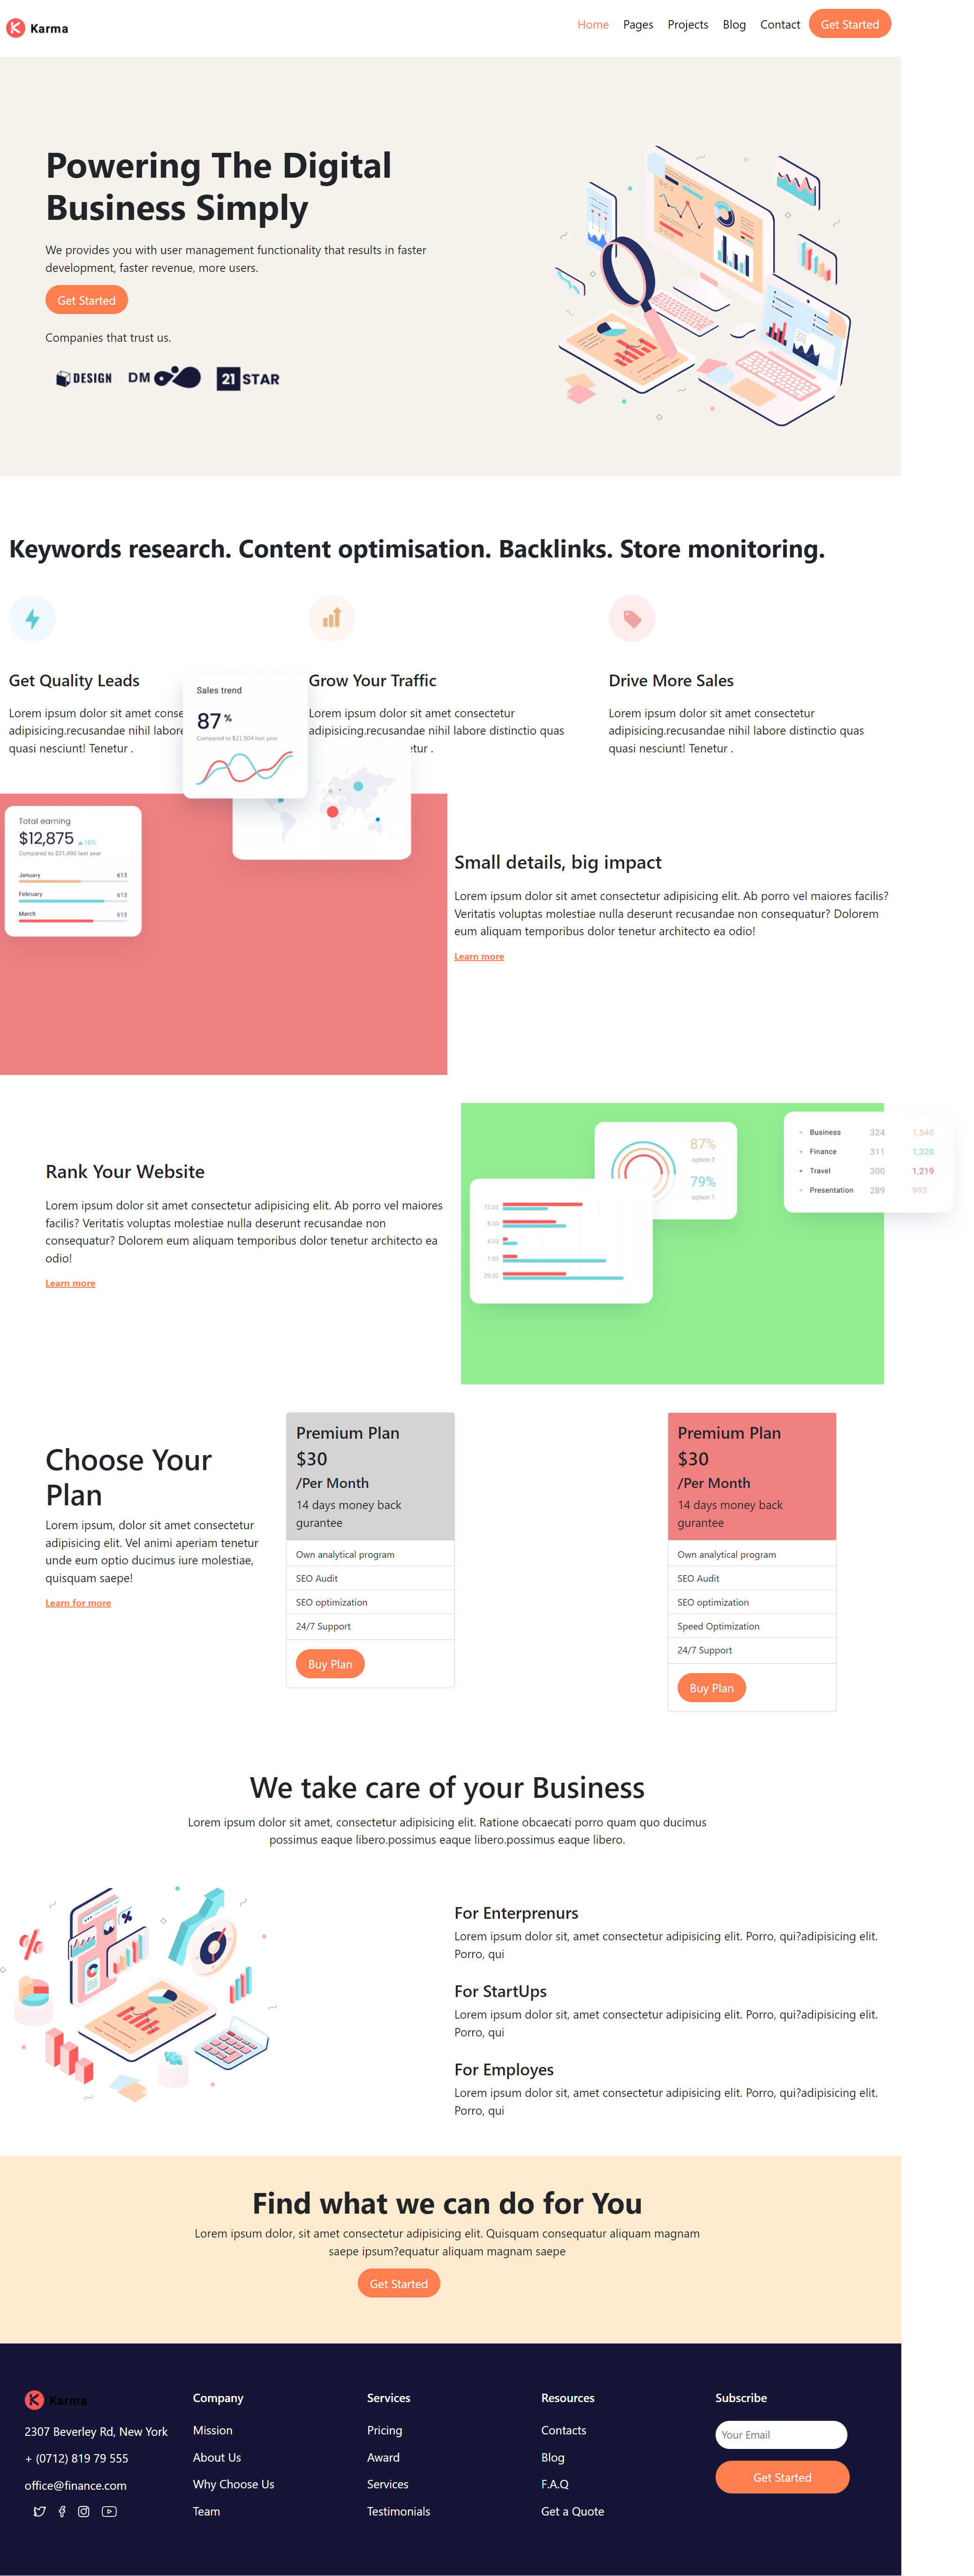 Karma
Home Pages Projects Blog Contact Get Started
Powering The Digital
Business Simply
We provides you with user management functionality that results in faster
development, faster revenue, more users.
Get Started
Companies that trust us.
DESIGN DM 21 STAR
Keywords research. Content optimisation. Backlinks. Store monitoring.
Get Quality Leads
Lorem ipsum dolor sit amet conse
adipisicing.recusandae nihil labore
quasi nesciunt! Tenetur .
Sales trend
87 %
Compared to $21,504 last year
Grow Your Traffic
Lorem ipsum dolor sit amet consectetur
adipisicing.recusandae nihil labore distinctio quas
etur .
Drive More Sales
Lorem ipsum dolor sit amet consectetur
adipisicing.recusandae nihil labore distinctio quas
quasi nesciunt! Tenetur .
Total earning
$12,875 10%
Compared to $21,490 last year
January 613
February 613
March 613
Small details, big impact
Lorem ipsum dolor sit amet consectetur adipisicing elit. Ab porro vel maiores facilis?
Veritatis voluptas molestiae nulla deserunt recusandae non consequatur? Dolorem
eum aliquam temporibus dolor tenetur architecto ea odio!
Learn more
Rank Your Website
Lorem ipsum dolor sit amet consectetur adipisicing elit. Ab porro vel maiores
facilis? Veritatis voluptas molestiae nulla deserunt recusandae non
consequatur? Dolorem eum aliquam temporibus dolor tenetur architecto ea
odio!
Learn more
87%
option 2
79%
option 1
12.03
8.03
4.03
1.03
29.02
Business 324 1,540
Finance 311 1,320
Travel 300 1,219
Presentation 289 993
Choose Your
Plan
Lorem ipsum, dolor sit amet consectetur
adipisicing elit. Vel animi aperiam tenetur
unde eum optio ducimus iure molestiae,
quisquam saepe!
Learn for more
Premium Plan
$30
/Per Month
14 days money back
gurantee
Own analytical program
SEO Audit
SEO optimization
24/7 Support
Buy Plan
Premium Plan
$30
/Per Month
14 days money back
gurantee
Own analytical program
SEO Audit
SEO optimization
Speed Optimization
24/7 Support
Buy Plan
We take care of your Business
Lorem ipsum dolor sit amet, consectetur adipisicing elit. Ratione obcaecati porro quam quo ducimus
possimus eaque libero.possimus eaque libero.possimus eaque libero.
For Enterprenurs
Lorem ipsum dolor sit, amet consectetur adipisicing elit. Porro, qui?adipisicing elit.
Porro, qui
For StartUps
Lorem ipsum dolor sit, amet consectetur adipisicing elit. Porro, qui?adipisicing elit.
Porro, qui
For Employes
Lorem ipsum dolor sit, amet consectetur adipisicing elit. Porro, qui?adipisicing elit.
Porro, qui
Find what we can do for You
Lorem ipsum dolor, sit amet consectetur adipisicing elit. Quisquam consequatur aliquam magnam
saepe ipsum?equatur aliquam magnam saepe
Get Started
Karma
2307 Beverley Rd, New York
+ (0712) 819 79 555
office@finance.com
Company
Mission
About Us
Why Choose Us
Team
Services
Pricing
Award
Services
Testimonials
Resources
Contacts
Blog
F.A.Q
Get a Quote
Subscribe
Your Email
Get Started